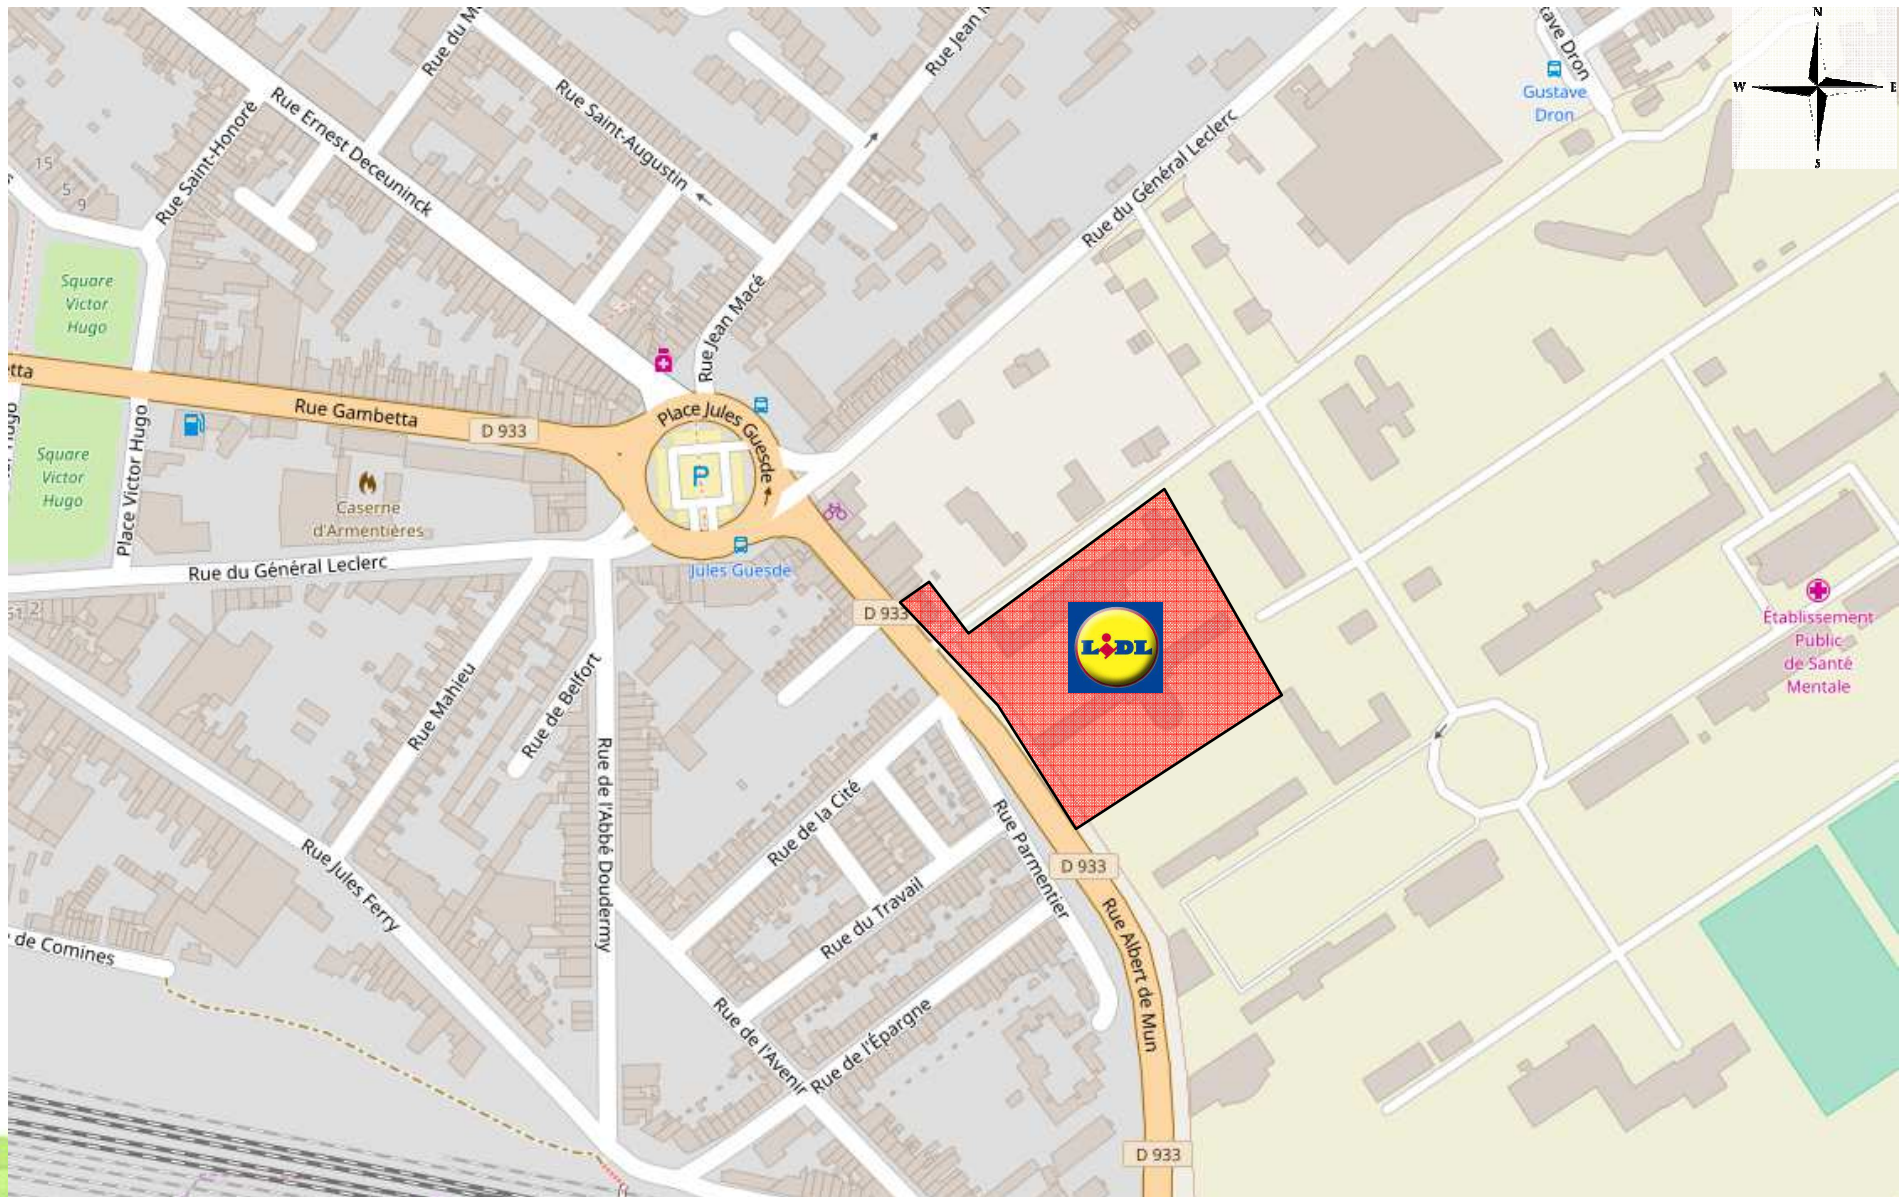 N
W
E
S
Rue Jean
Gustave
Dron
Rue Saint-Honoré
Rue Ernest Deceuninck
Rue Saint-Augustin
Rue du Général Leclerc
15
5
9
Square
Victor
Hugo
Rue Jean Macé
Rue Gambetta
D 933
Place Jules Guesde
P
Square
Victor
Hugo
Place Victor Hugo
Caserne
d'Armentières
Rue du Général Leclerc
Jules Guesde
D 933
LIDL
Établissement
Public
de Santé
Mentale
Rue Mahieu
Rue de Belfort
Rue de l'Abbé Doudermy
Rue de la Cité
Rue Parmentier
Rue Jules Ferry
Rue du Travail
D 933
Rue Albert de Mun
de Comines
Rue de l'Avenir
Rue de l'Épargne
D 933